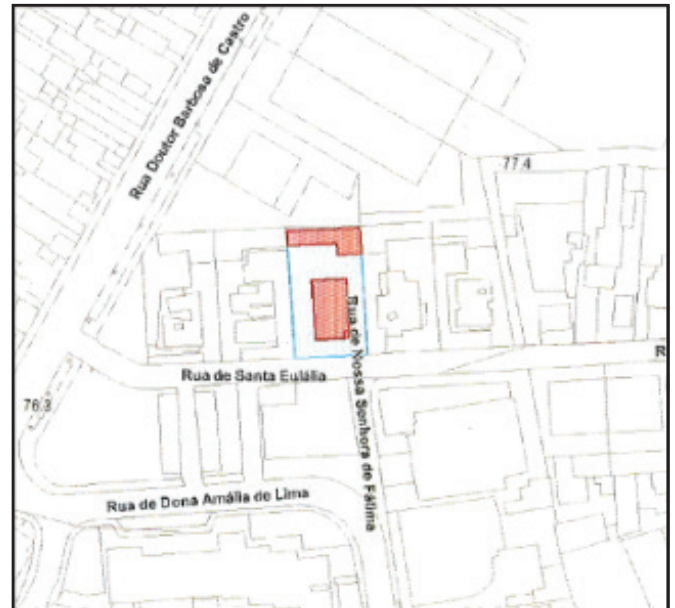 Rua Doutor Barbosa de Castro
77.4
Rua de Nossa Senhora de Fátima
R
Rua de Santa Eulália
76.3
Rua de Dona Amália de Lima